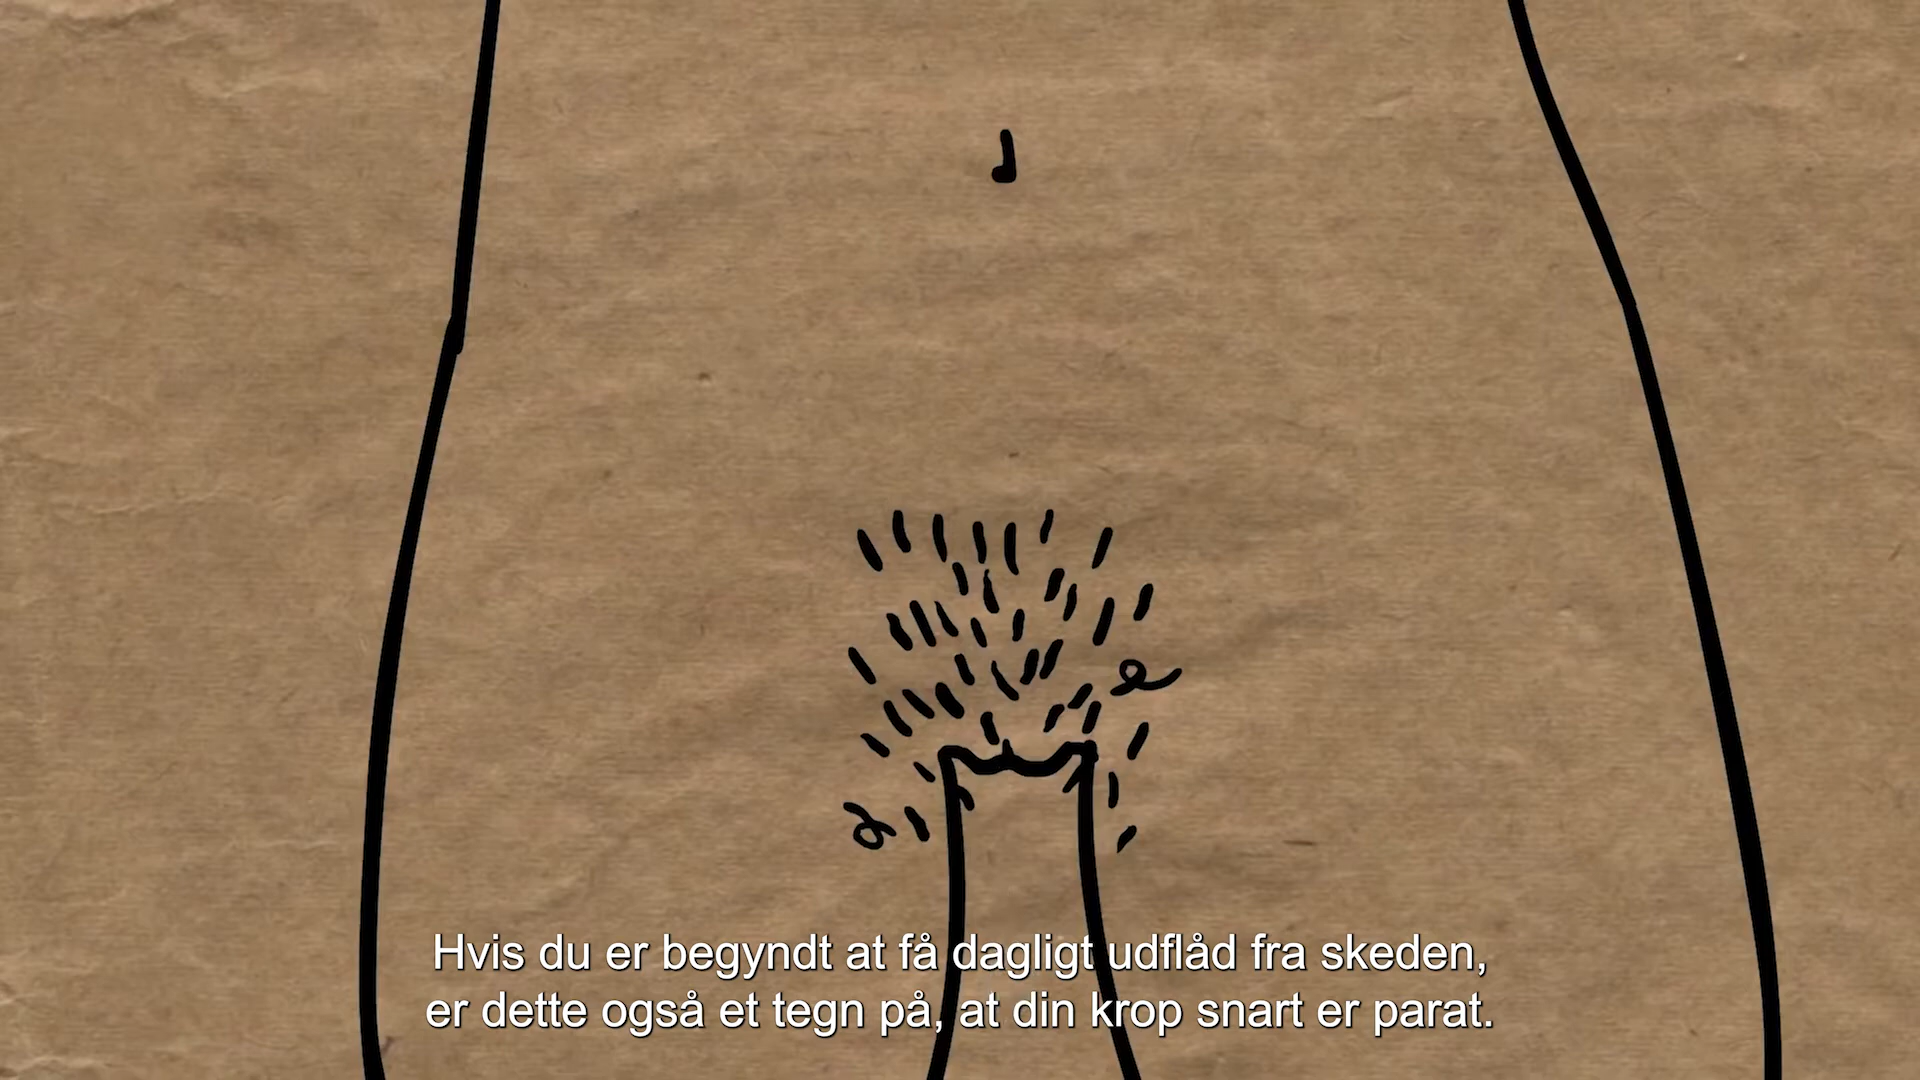 Hvis du er begyndt at få dagligt udflåd fra skeden,
er dette også et tegn på, at din krop snart er parat.